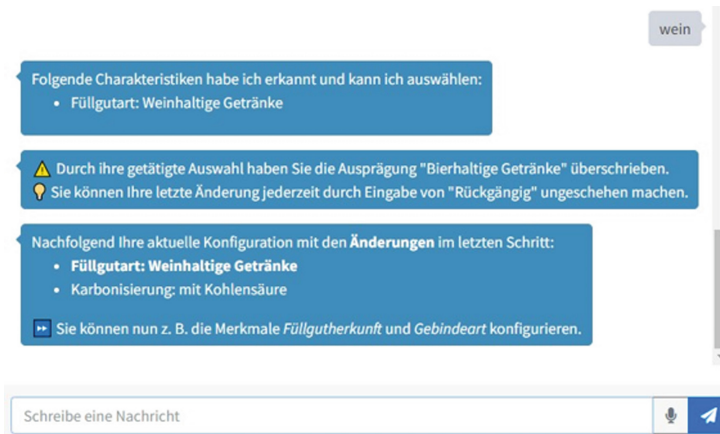 wein
Folgende Charakteristiken habe ich erkannt und kann ich auswählen:
• Füllgutart: Weinhaltige Getränke
Durch ihre getätigte Auswahl haben Sie die Ausprägung "Bierhaltige Getränke" überschrieben.
Sie können Ihre letzte Änderung jederzeit durch Eingabe von "Rückgängig" ungeschehen machen.
Nachfolgend Ihre aktuelle Konfiguration mit den Änderungen im letzten Schritt:
• Füllgutart: Weinhaltige Getränke
• Karbonisierung: mit Kohlensäure
Sie können nun z. B. die Merkmale Füllgutherkunft und Gebindeart konfigurieren.
Schreibe eine Nachricht